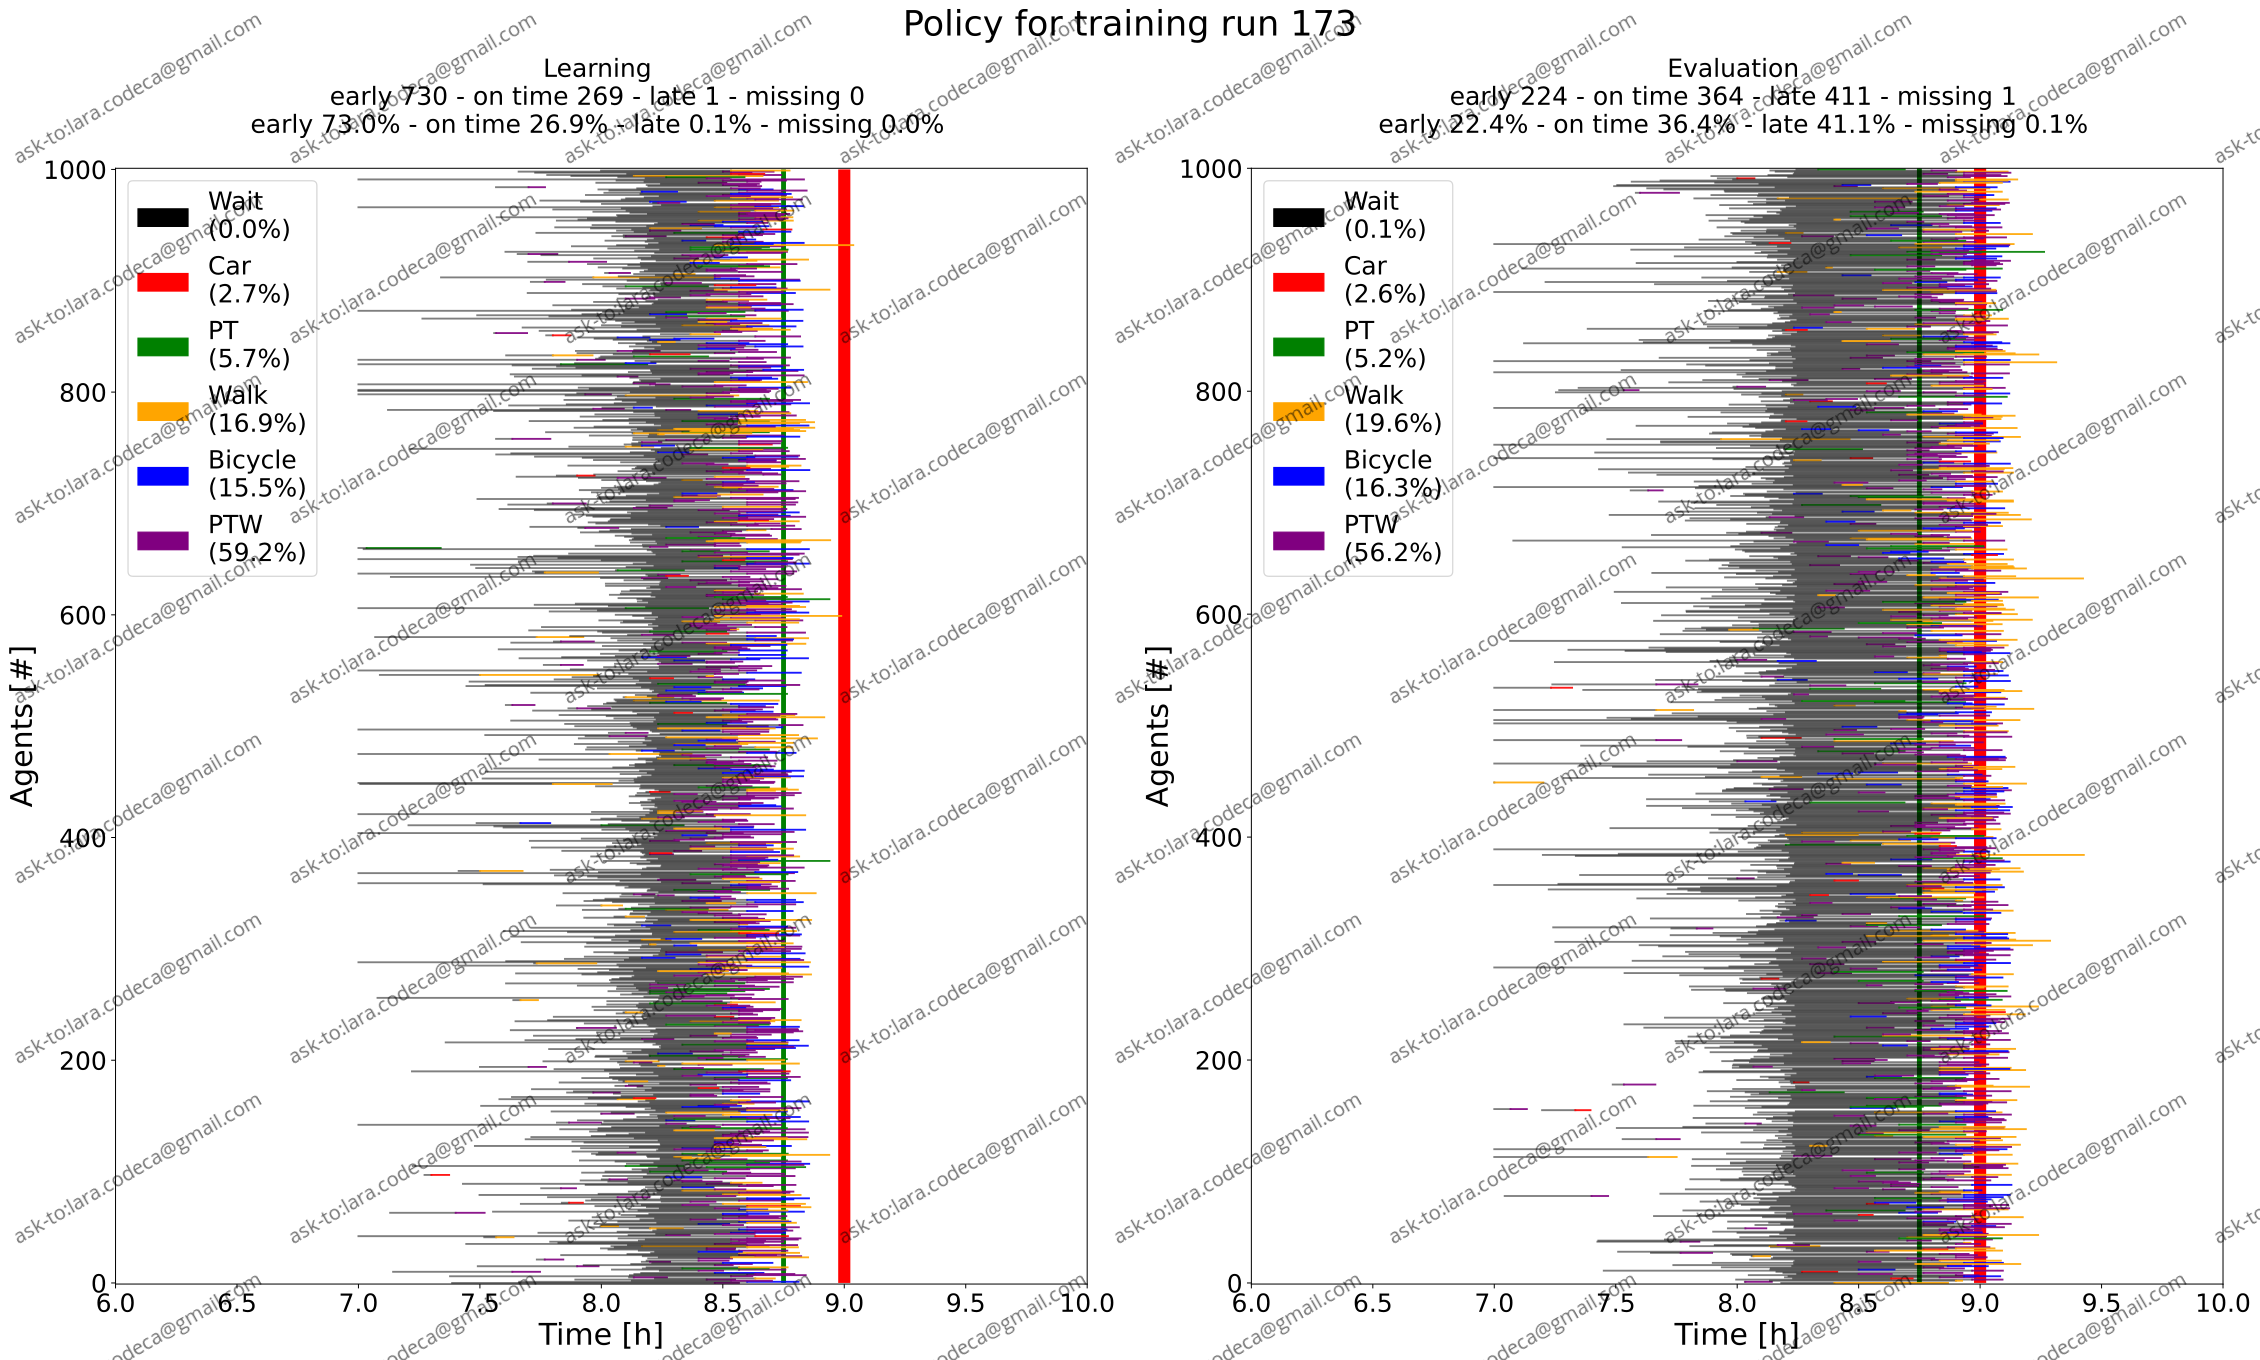 Policy for training run 173
Learning
early 730 - on time 269 - late 1 - missing 0
early 73.0% - on time 26.9% - late 0.1% - missing 0.0%
Evaluation
early 224 - on time 364 - late 411 - missing 1
early 22.4% - on time 36.4% - late 41.1% - missing 0.1%
Agents [#]
1000
800
600
400
200
0
Wait
(0.0%)
Car
(2.7%)
PT
(5.7%)
Walk
(16.9%)
Bicycle
(15.5%)
PTW
(59.2%)
6.0 6.5 7.0 7.5 8.0 8.5 9.0 9.5 10.0
Time [h]
Agents [#]
1000
800
600
400
200
0
Wait
(0.1%)
Car
(2.6%)
PT
(5.2%)
Walk
(19.6%)
Bicycle
(16.3%)
PTW
(56.2%)
6.0 6.5 7.0 7.5 8.0 8.5 9.0 9.5 10.0
Time [h]
ask-to:lara.codeca@gmail.com